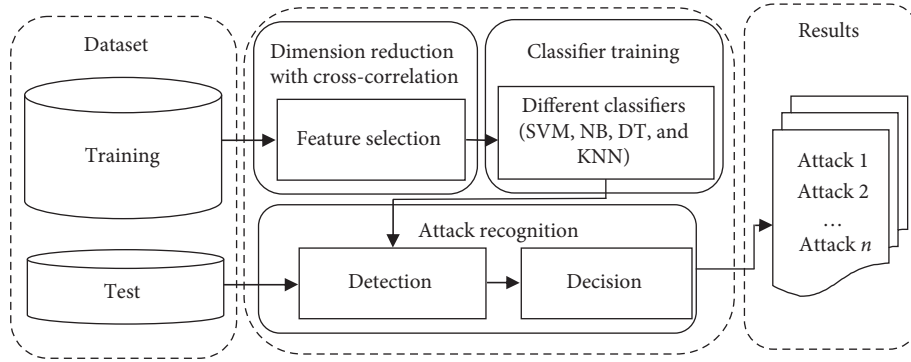 Dataset
Training
Test
Dimension reduction
with cross-correlation
Feature selection
Classifier training
Different classifiers
(SVM, NB, DT, and
KNN)
Attack recognition
Detection
Decision
Results
Attack 1
Attack 2
…
Attack n